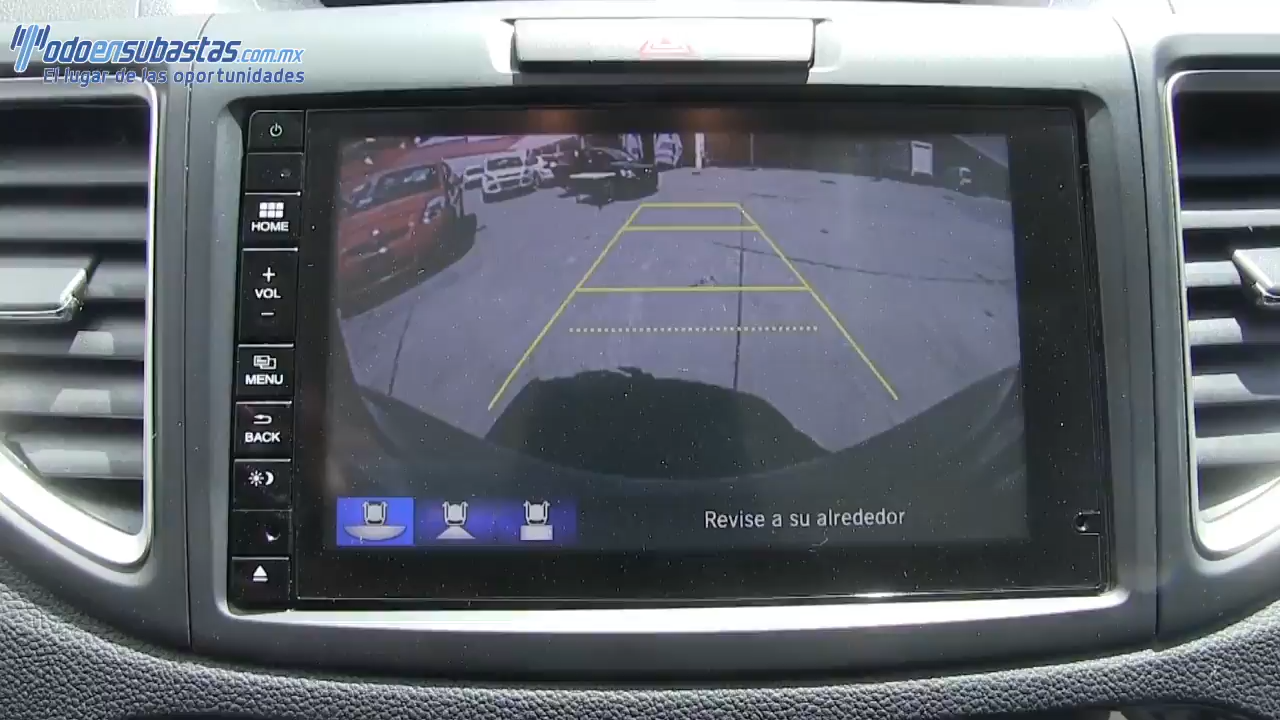 Todoensubastas.com.mx
El lugar de las oportunidades
HOME
+
VOL
-
MENU
BACK
Revise a su alrededor